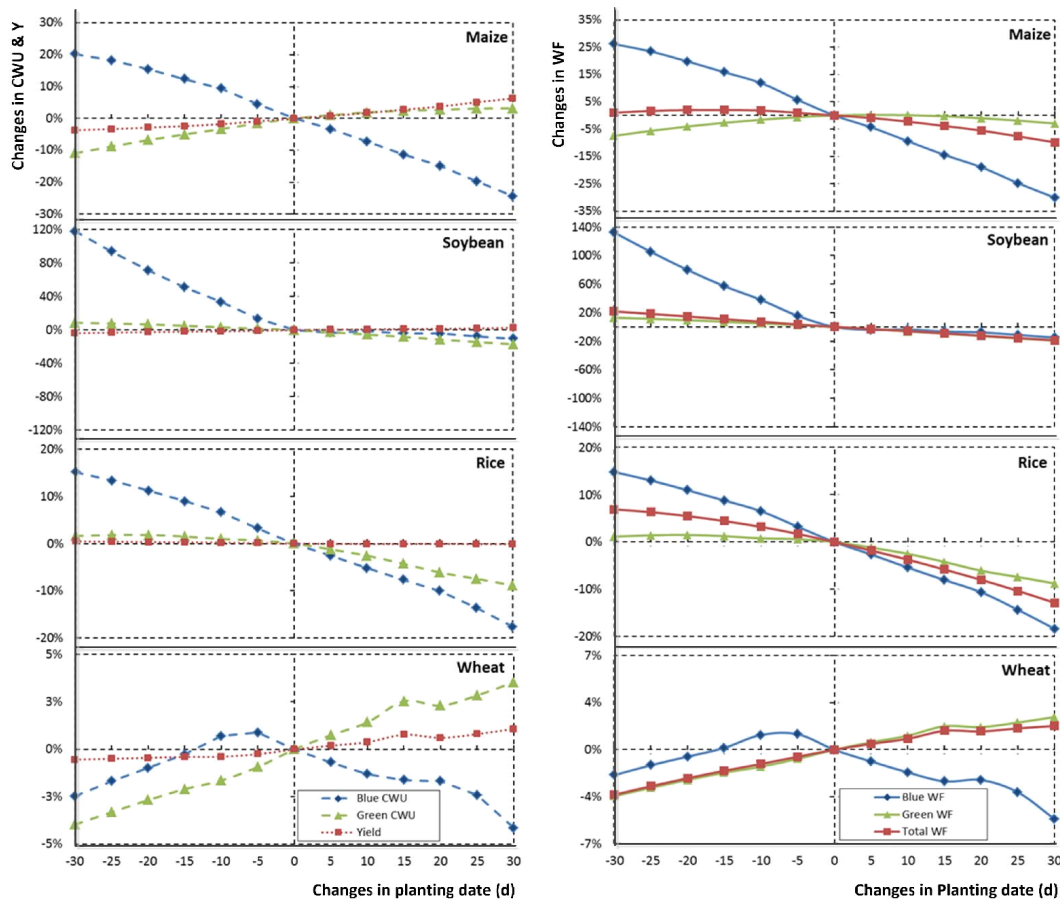 Changes in CWU & Y
30%
20%
10%
0%
10%
20%
30%
Maize
120%
80%
40%
0%
-40%
-80%
-120%
Soybean
20%
10%
0%
-10%
-20%
Rice
5%
3%
0%
-3%
-5%
Wheat
Blue CWU
Green CWU
Yield
-30 -25 -20 -15 -10 -5 0 5 10 15 20 25 30
Changes in planting date (d)
Changes in WF
35%
25%
15%
5%
-5%
-15%
-25%
-35%
Maize
140%
100%
60%
20%
-20%
-60%
-100%
-140%
Soybean
20%
10%
0%
-10%
-20%
Rice
7%
4%
0%
-4%
-7%
Wheat
Blue WF
Green WF
Total WF
-30 -25 -20 -15 -10 -5 0 5 10 15 20 25 30
Changes in Planting date (d)